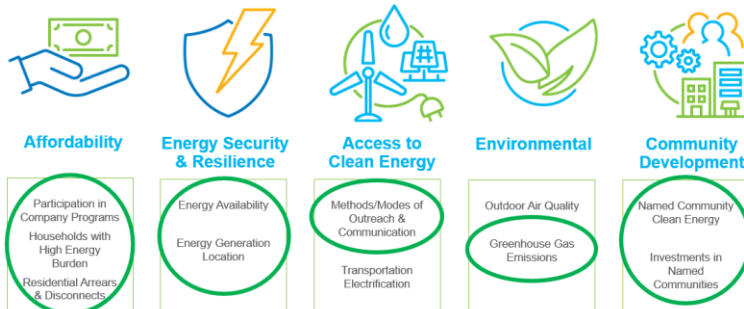 Affordability
Energy Security
& Resilience
Access to
Clean Energy
Environmental
Community
Development
Participation in
Company Programs
Households with
High Energy
Burden
Residential Arrears
& Disconnects
Energy Availability
Energy Generation
Location
Methods/Modes of
Outreach &
Communication
Transportation
Electrification
Outdoor Air Quality
Greenhouse Gas
Emissions
Named Community
Clean Energy
Investments in
Named
Communities